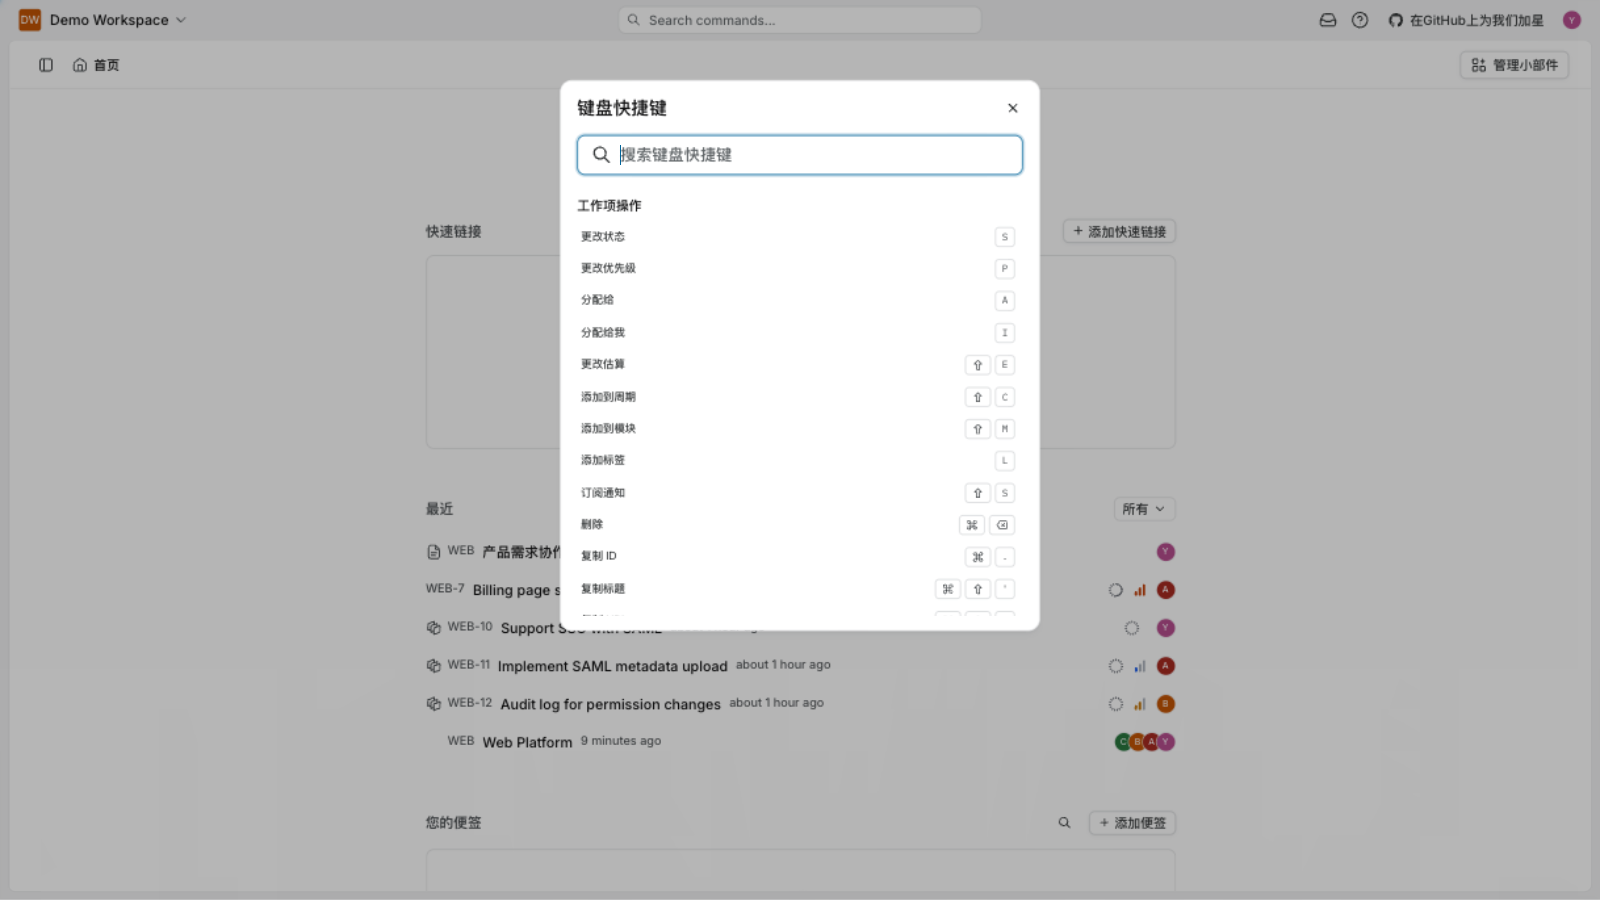 DW Demo Workspace
Search commands...
在GitHub上为我们加星
Y
首页
管理小部件
键盘快捷键
搜索键盘快捷键
工作项操作
更改状态 S
更改优先级 P
分配给 A
分配给我 I
更改估算 ⇧ E
添加到周期 ⇧ C
添加到模块 ⇧ M
添加标签 L
订阅通知 ⇧ S
删除 ⌘ ⌫
复制 ID ⌘ .
复制标题 ⌘ ⇧ '
快速链接
+ 添加快速链接
最近
所有
WEB 产品需求协作 Y
WEB-7 Billing page s A
WEB-10 Support SSO with SAML Y
WEB-11 Implement SAML metadata upload about 1 hour ago A
WEB-12 Audit log for permission changes about 1 hour ago B
WEB Web Platform 9 minutes ago C B A Y
您的便签
+ 添加便签